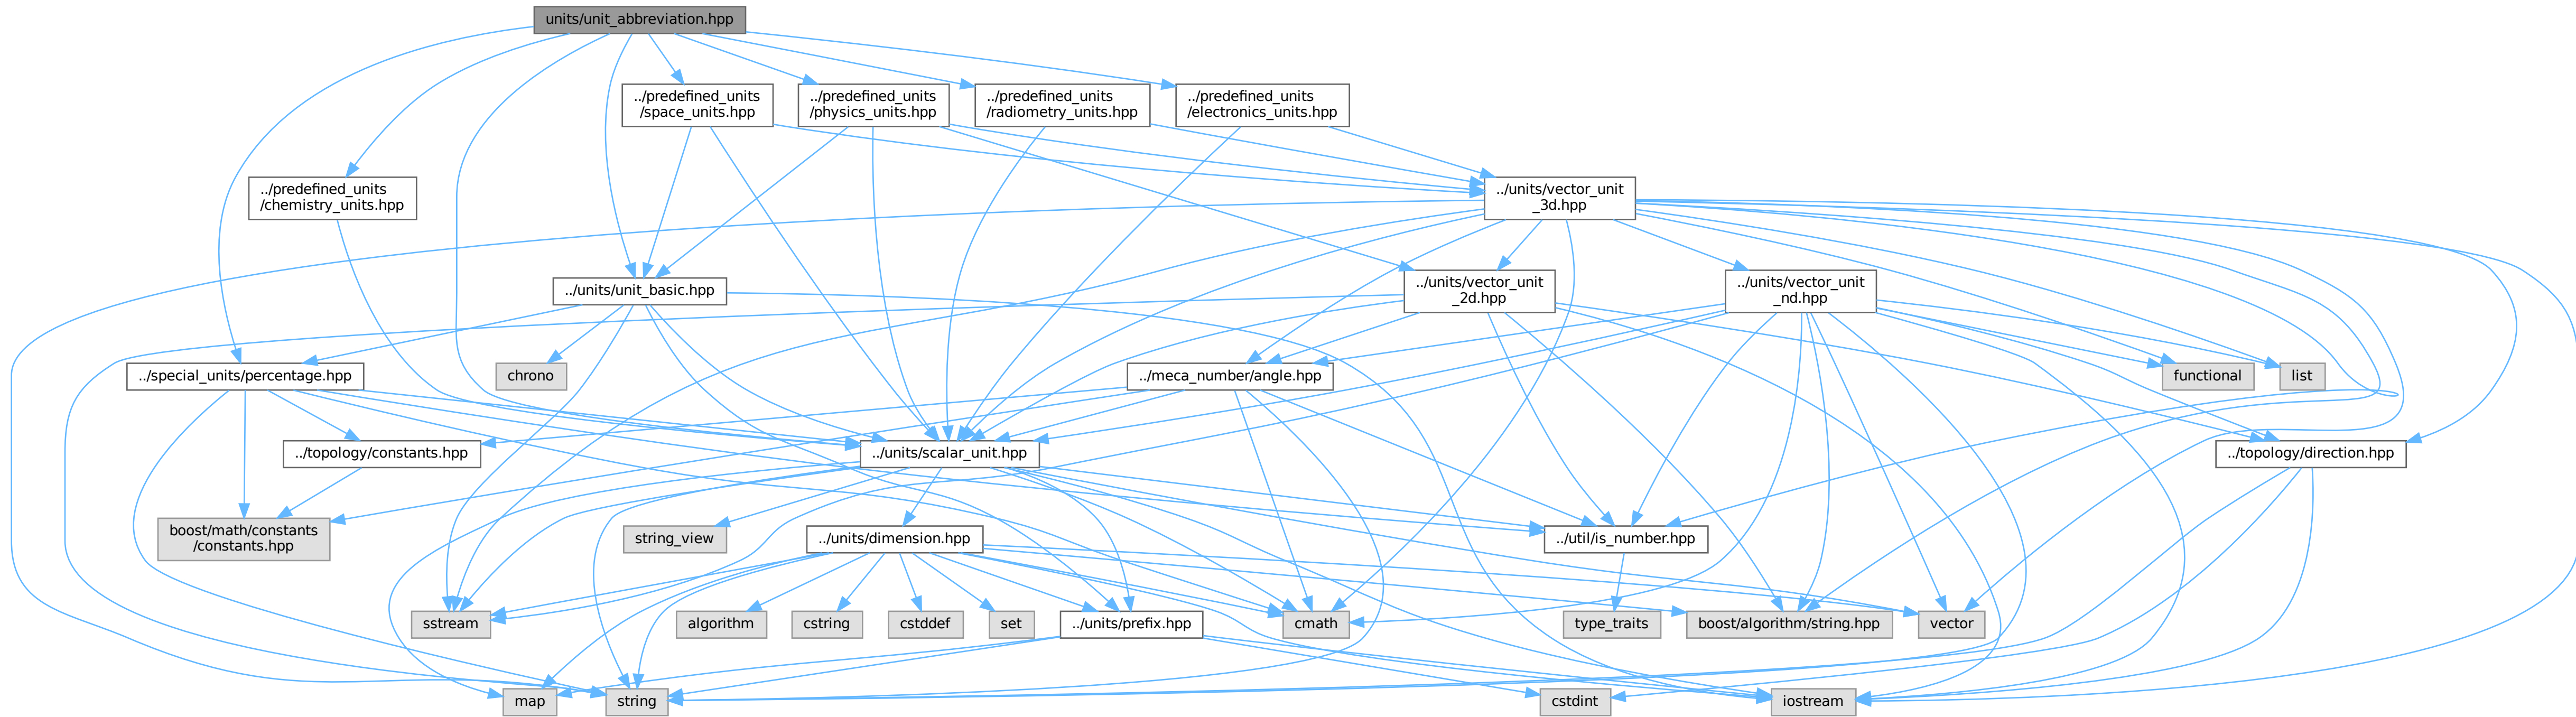 units/unit_abbreviation.hpp
../predefined_units
/space_units.hpp
../predefined_units
/physics_units.hpp
../predefined_units
/radiometry_units.hpp
../predefined_units
/electronics_units.hpp
../predefined_units
/chemistry_units.hpp
../units/vector_unit
_3d.hpp
../units/unit_basic.hpp
../units/vector_unit
_2d.hpp
../units/vector_unit
_nd.hpp
../special_units/percentage.hpp
chrono
../meca_number/angle.hpp
functional
list
../topology/constants.hpp
../units/scalar_unit.hpp
../topology/direction.hpp
boost/math/constants
/constants.hpp
string_view
../units/dimension.hpp
../util/is_number.hpp
sstream
algorithm
cstring
cstddef
set
../units/prefix.hpp
cmath
type_traits
boost/algorithm/string.hpp
vector
map
string
cstdint
iostream